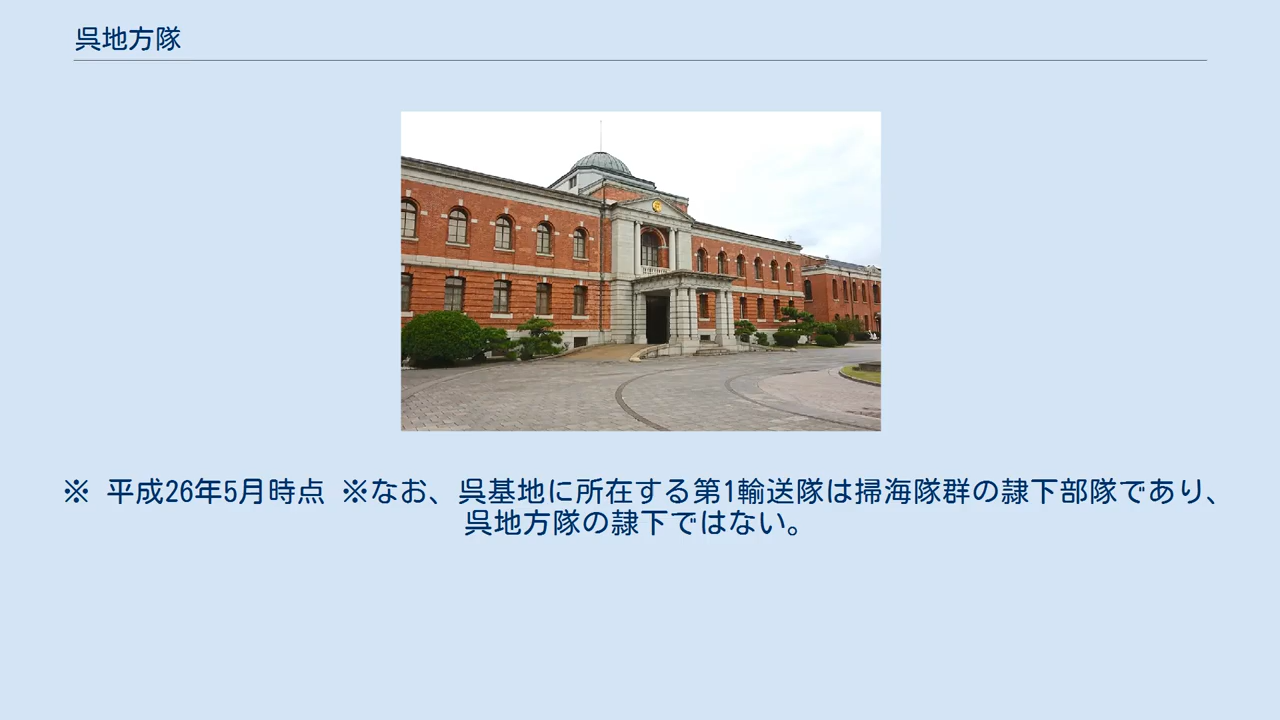 呉地方隊
※ 平成26年5月時点 ※なお、呉基地に所在する第1輸送隊は掃海隊群の隷下部隊であり、
呉地方隊の隷下ではない。